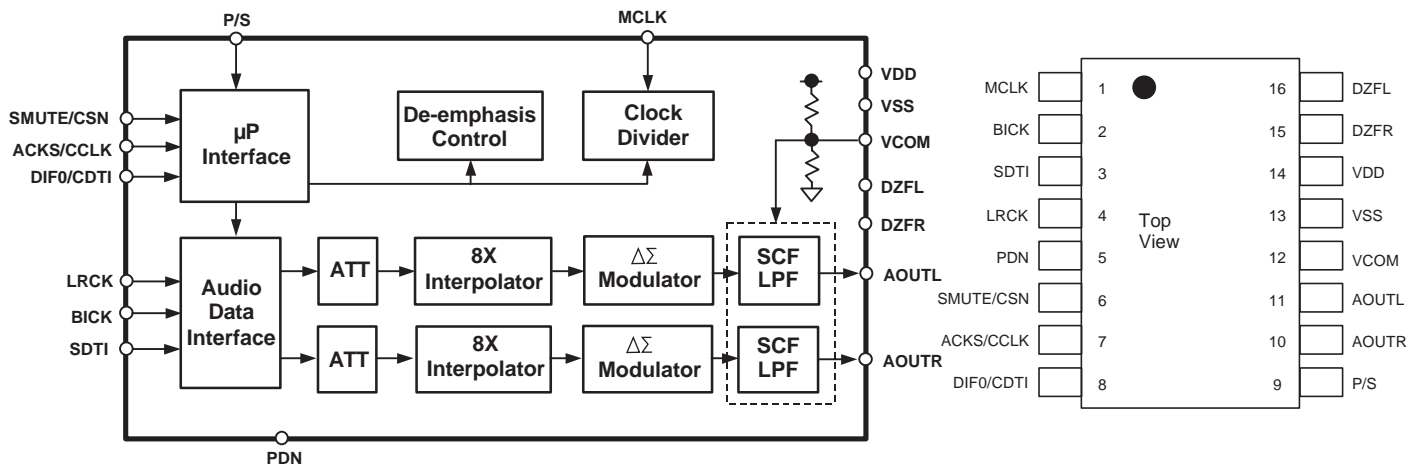 P/S
MCLK
SMUTE/CSN
ACKS/CCLK
DIF0/CDTI
µP
Interface
De-emphasis
Control
Clock
Divider
VDD
VSS
VCOM
DZFL
DZFR
LRCK
BICK
SDTI
Audio
Data
Interface
ATT
8X
Interpolator
ΔΣ
Modulator
SCF
LPF
AOUTL
ATT
8X
Interpolator
ΔΣ
Modulator
SCF
LPF
AOUTR
PDN
MCLK 1 16 DZFL
BICK 2 15 DZFR
SDTI 3 14 VDD
LRCK 4 13 VSS
Top
View
PDN 5 12 VCOM
SMUTE/CSN 6 11 AOUTL
ACKS/CCLK 7 10 AOUTR
DIF0/CDTI 8 9 P/S